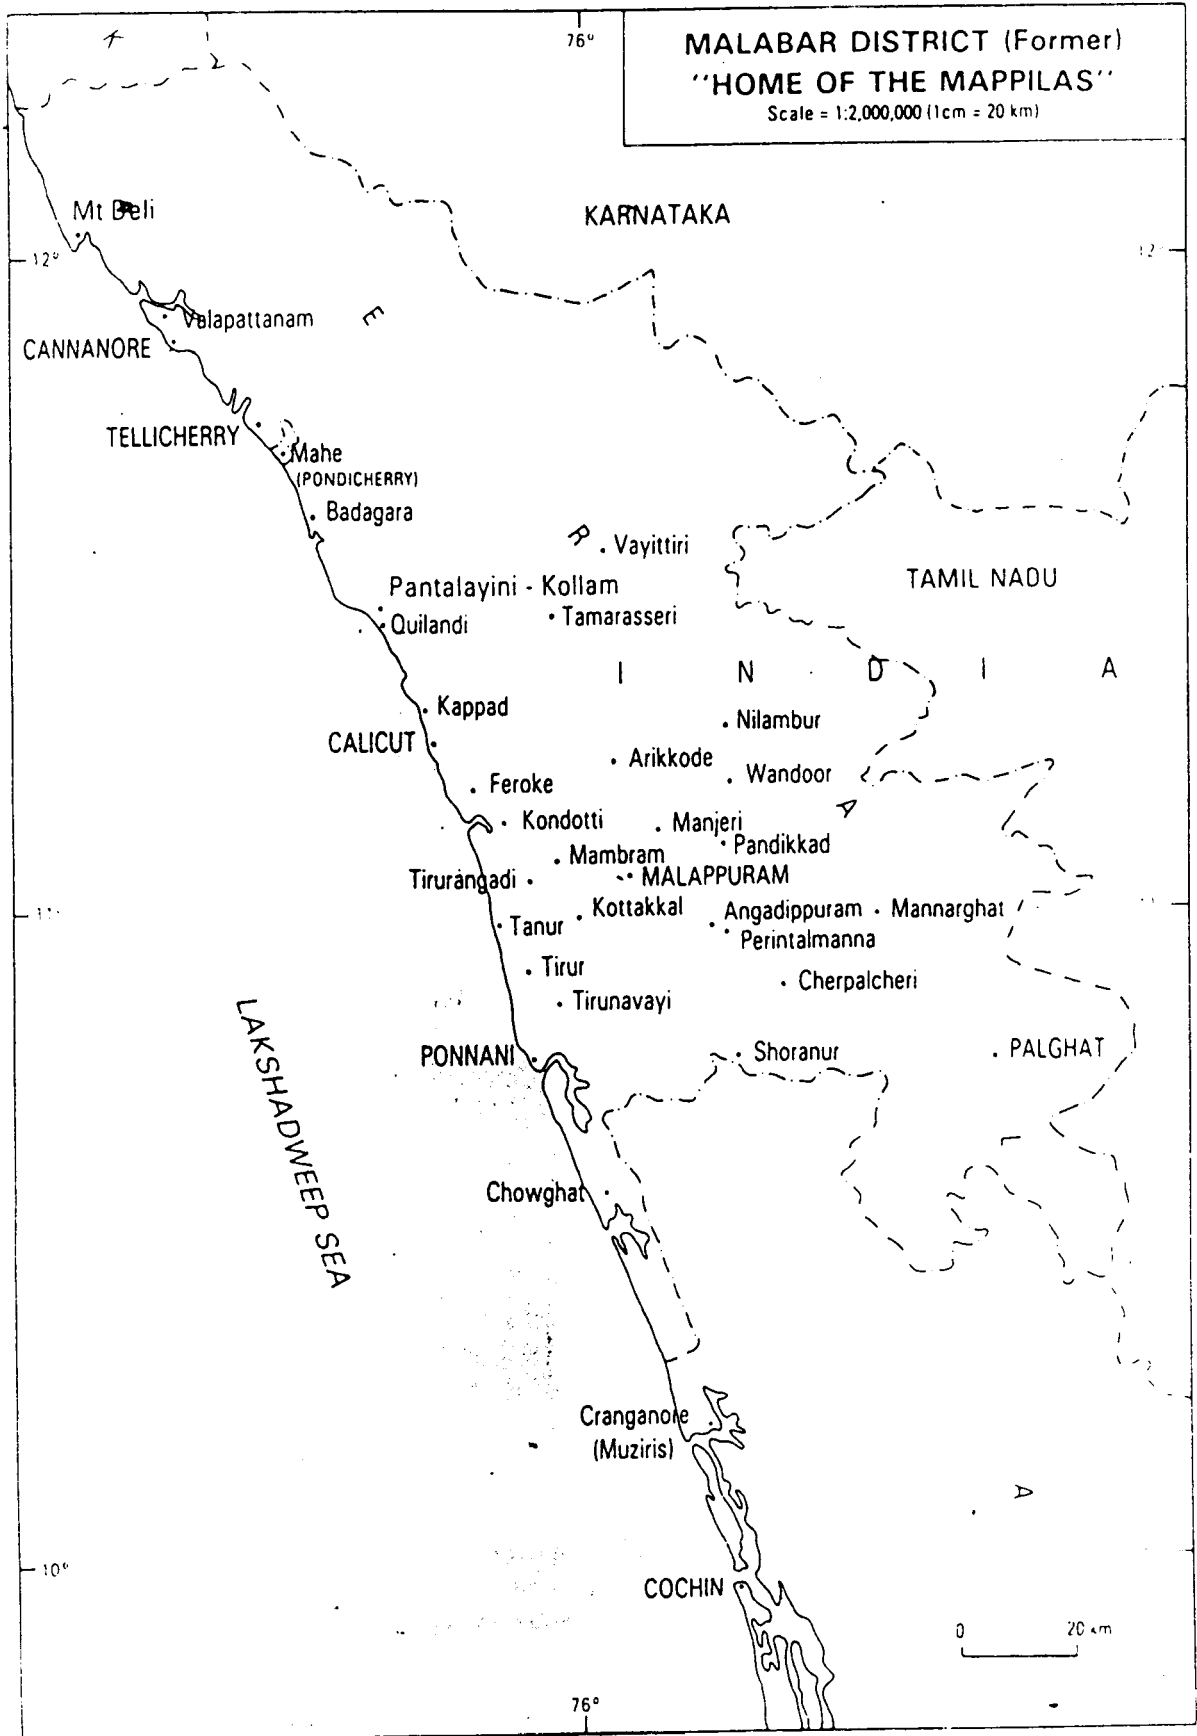 76°
MALABAR DISTRICT (Former)
"HOME OF THE MAPPILAS"
Scale = 1:2,000,000 (1cm = 20 km)
K
Mt Deli
KARNATAKA
12°
12°
E
Valapattanam
CANNANORE
TELLICHERRY
Mahe
(PONDICHERRY)
Badagara
R
Vayittiri
TAMIL NADU
Pantalayini - Kollam
Tamarasseri
Quilandi
I N D I A
Kappad
Nilambur
CALICUT
Arikkode
Wandoor
Feroke
A
Kondotti
Manjeri
Pandikkad
Mambram
Tirurangadi
MALAPPURAM
11°
Kottakkal
Angadippuram
Mannarghat
Tanur
Perintalmanna
Tirur
Cherpalcheri
Tirunavayi
LAKSHADWEEP SEA
PONNANI
Shoranur
PALGHAT
L
Chowghat
Cranganore
(Muziris)
A
10°
COCHIN
0 20 km
76°